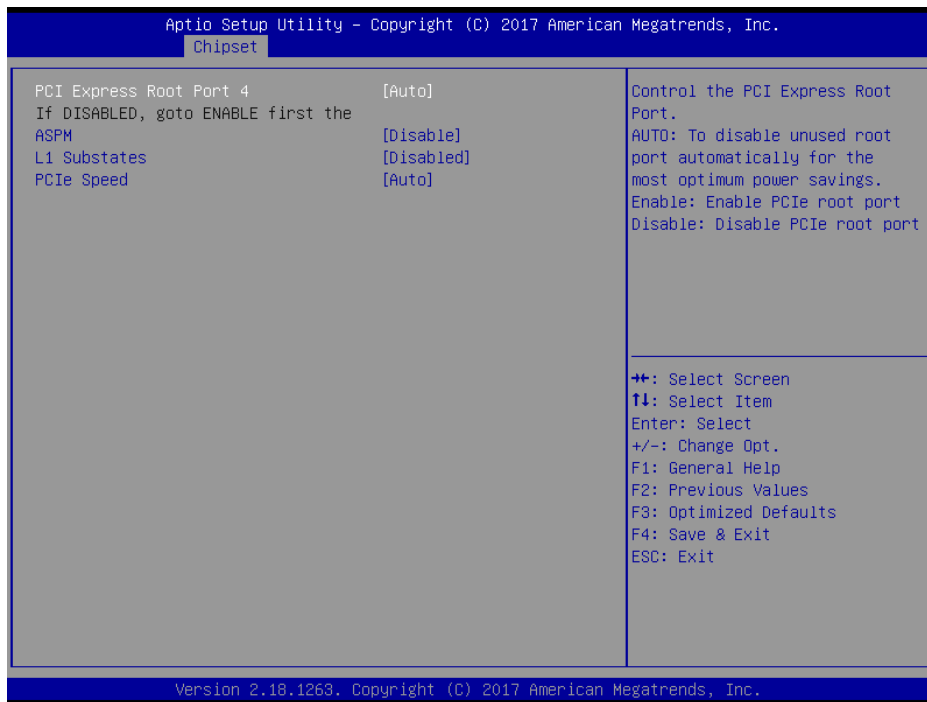 Aptio Setup Utility – Copyright (C) 2017 American Megatrends, Inc.
Chipset
PCI Express Root Port 4 [Auto]
If DISABLED, goto ENABLE first the
ASPM [Disable]
L1 Substates [Disabled]
PCIe Speed [Auto]
Control the PCI Express Root
Port.
AUTO: To disable unused root
port automatically for the
most optimum power savings.
Enable: Enable PCIe root port
Disable: Disable PCIe root port
→←: Select Screen
↑↓: Select Item
Enter: Select
+/-: Change Opt.
F1: General Help
F2: Previous Values
F3: Optimized Defaults
F4: Save & Exit
ESC: Exit
Version 2.18.1263. Copyright (C) 2017 American Megatrends, Inc.